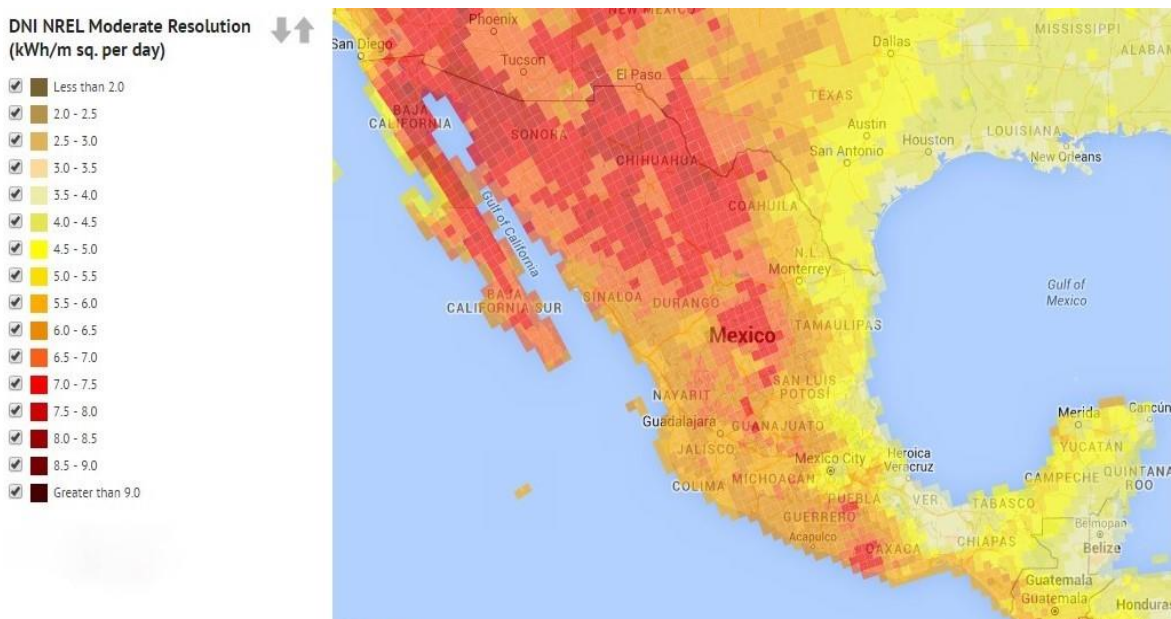 DNI NREL Moderate Resolution
(kWh/m sq. per day)
Less than 2.0
2.0 - 2.5
2.5 - 3.0
3.0 - 3.5
3.5 - 4.0
4.0 - 4.5
4.5 - 5.0
5.0 - 5.5
5.5 - 6.0
6.0 - 6.5
6.5 - 7.0
7.0 - 7.5
7.5 - 8.0
8.0 - 8.5
8.5 - 9.0
Greater than 9.0
NEW MEXICO
Phoenix
MISSISSIPPI
San Diego
Dallas
ALABAM
Tucson
El Paso
TEXAS
BAJA
CALIFORNIA
Austin
SONORA
LOUISIANA
Houston
San Antonio
New Orleans
CHIHUAHUA
COAHUILA
Gulf of California
N.L.
Monterrey
Gulf of
Mexico
BAJA
CALIFORNIA SUR
SINALOA
DURANGO
TAMAULIPAS
Mexico
SAN LUIS
POTOSÍ
NAYARIT
Merida
Cancún
Guadalajara
GUANAJUATO
JALISCO
YUCATÁN
Mexico City
Heroica
Veracruz
QUINTANA
ROO
CAMPECHE
COLIMA
MICHOACÁN
PUEBLA
VER.
TABASCO
GUERRERO
Belmopan
Acapulco
OAXACA
CHIAPAS
Belize
Guatemala
Guatemala
Honduras